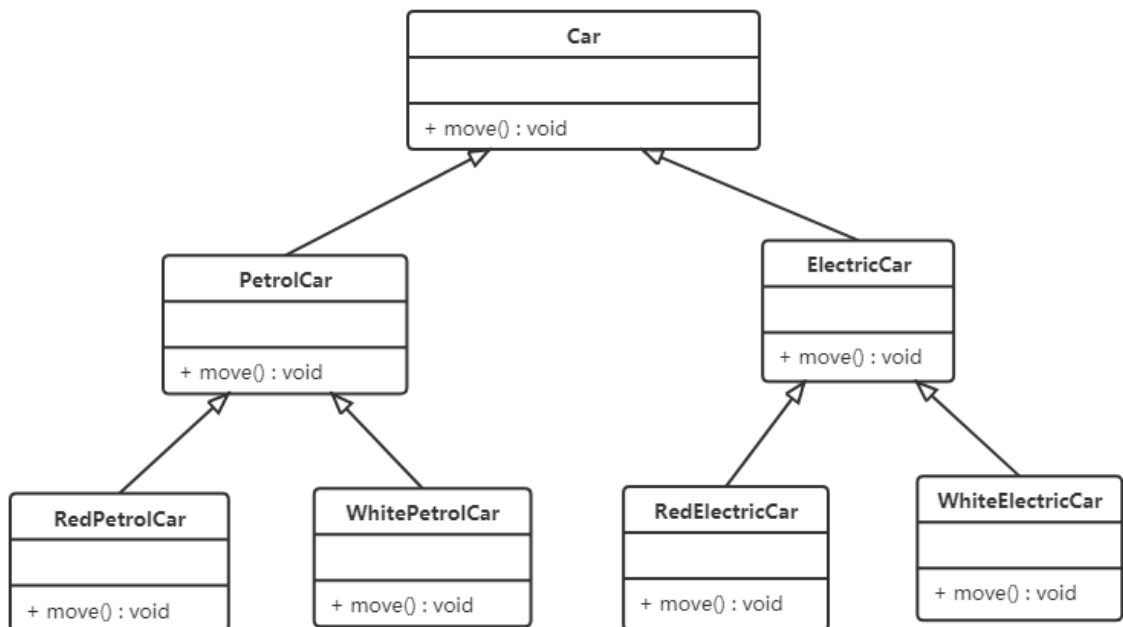 Car
+ move() : void
PetrolCar
+ move() : void
ElectricCar
+ move() : void
RedPetrolCar
+ move() : void
WhitePetrolCar
+ move() : void
RedElectricCar
+ move() : void
WhiteElectricCar
+ move() : void